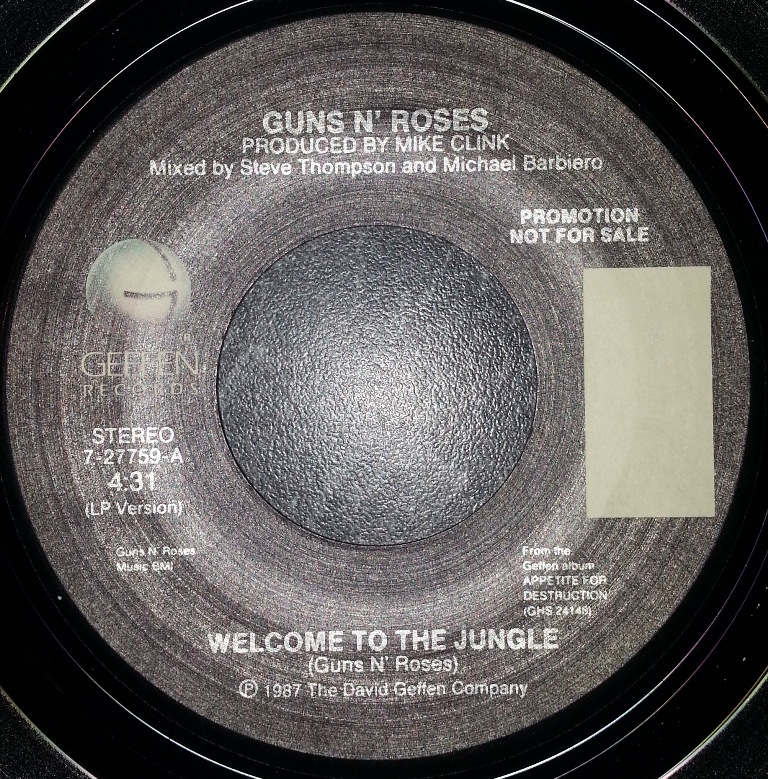 GUNS N' ROSES
PRODUCED BY MIKE CLINK
Mixed by Steve Thompson and Michael Barbiero
PROMOTION
NOT FOR SALE
GEFFEN
RECORDS
STEREO
7-27759-A
4:31
(LP Version)
Guns N' Roses
Music BMI
From the
Geffen album
APPETITE FOR
DESTRUCTION
(GHS 24148)
WELCOME TO THE JUNGLE
(Guns N' Roses)
℗ 1987 The David Geffen Company